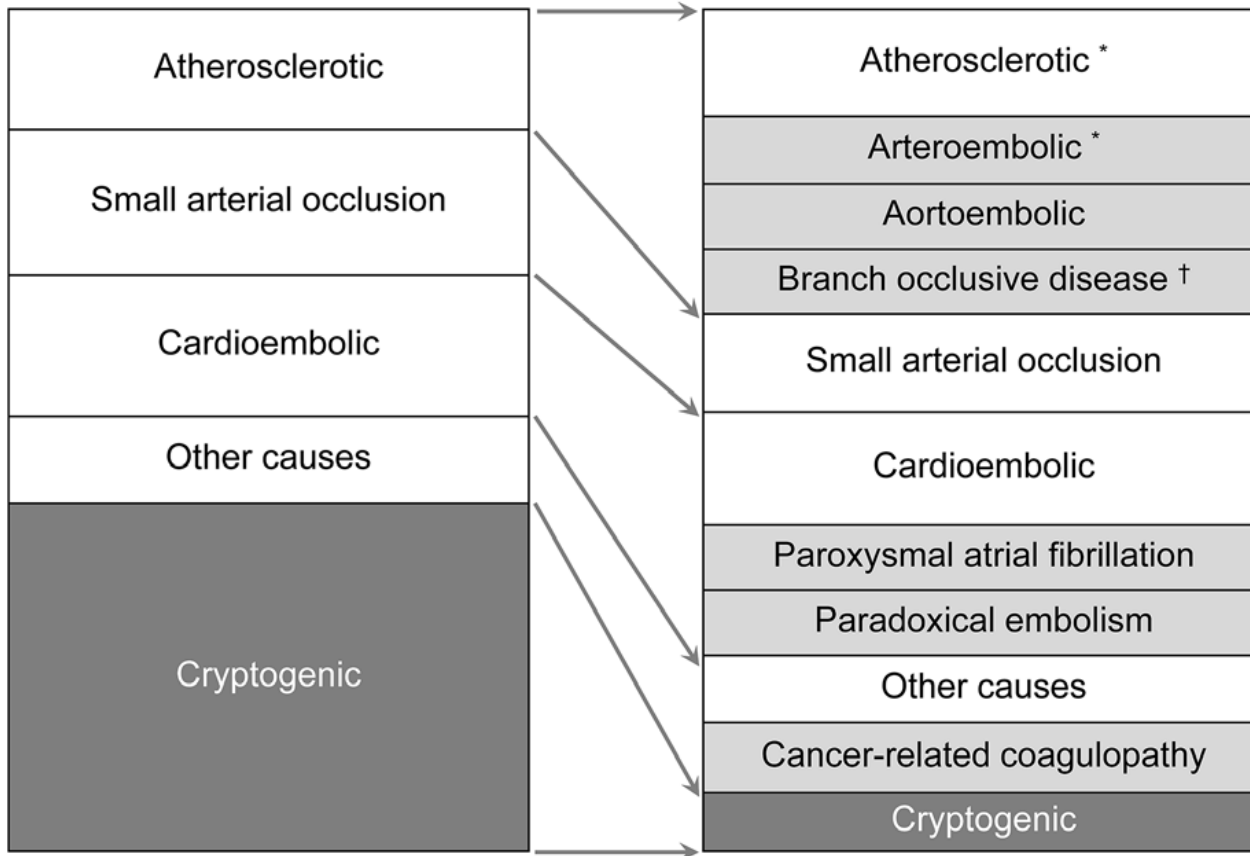 Atherosclerotic
Small arterial occlusion
Cardioembolic
Other causes
Cryptogenic
Atherosclerotic *
Arteroembolic *
Aortoembolic
Branch occlusive disease †
Small arterial occlusion
Cardioembolic
Paroxysmal atrial fibrillation
Paradoxical embolism
Other causes
Cancer-related coagulopathy
Cryptogenic